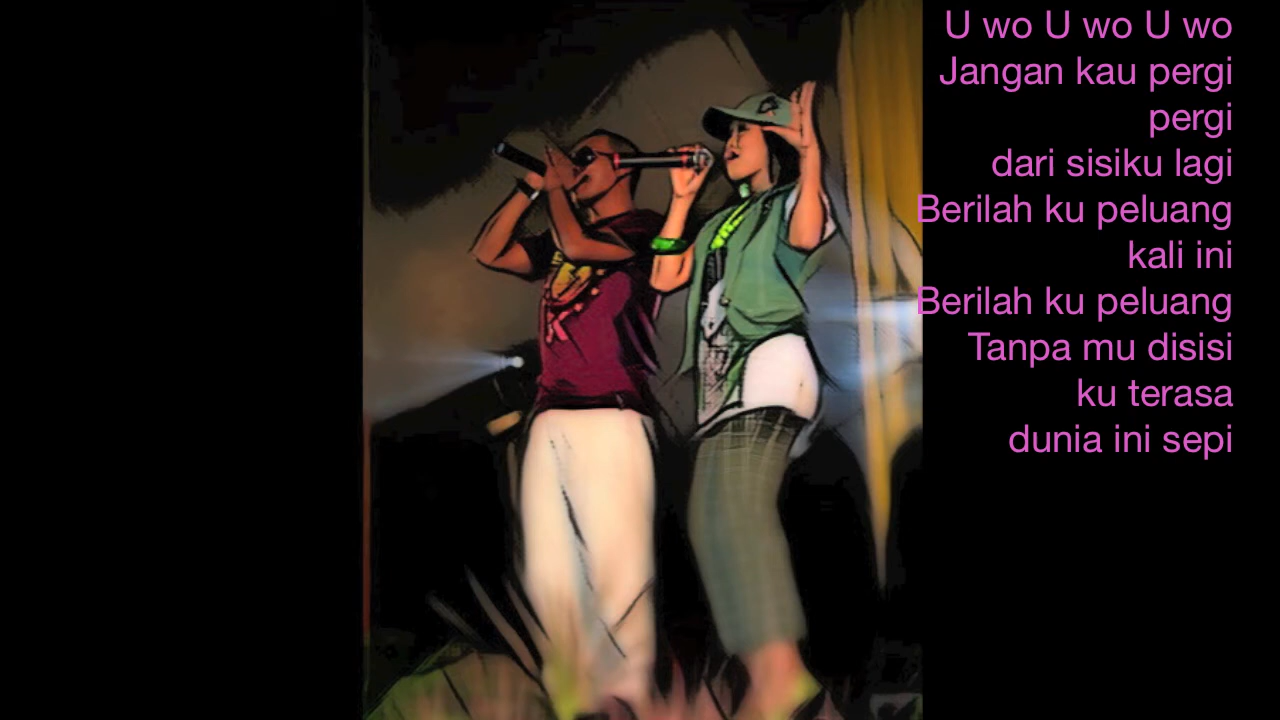 U wo U wo U wo
Jangan kau pergi
pergi
dari sisiku lagi
Berilah ku peluang
kali ini
Berilah ku peluang
Tanpa mu disisi
ku terasa
dunia ini sepi